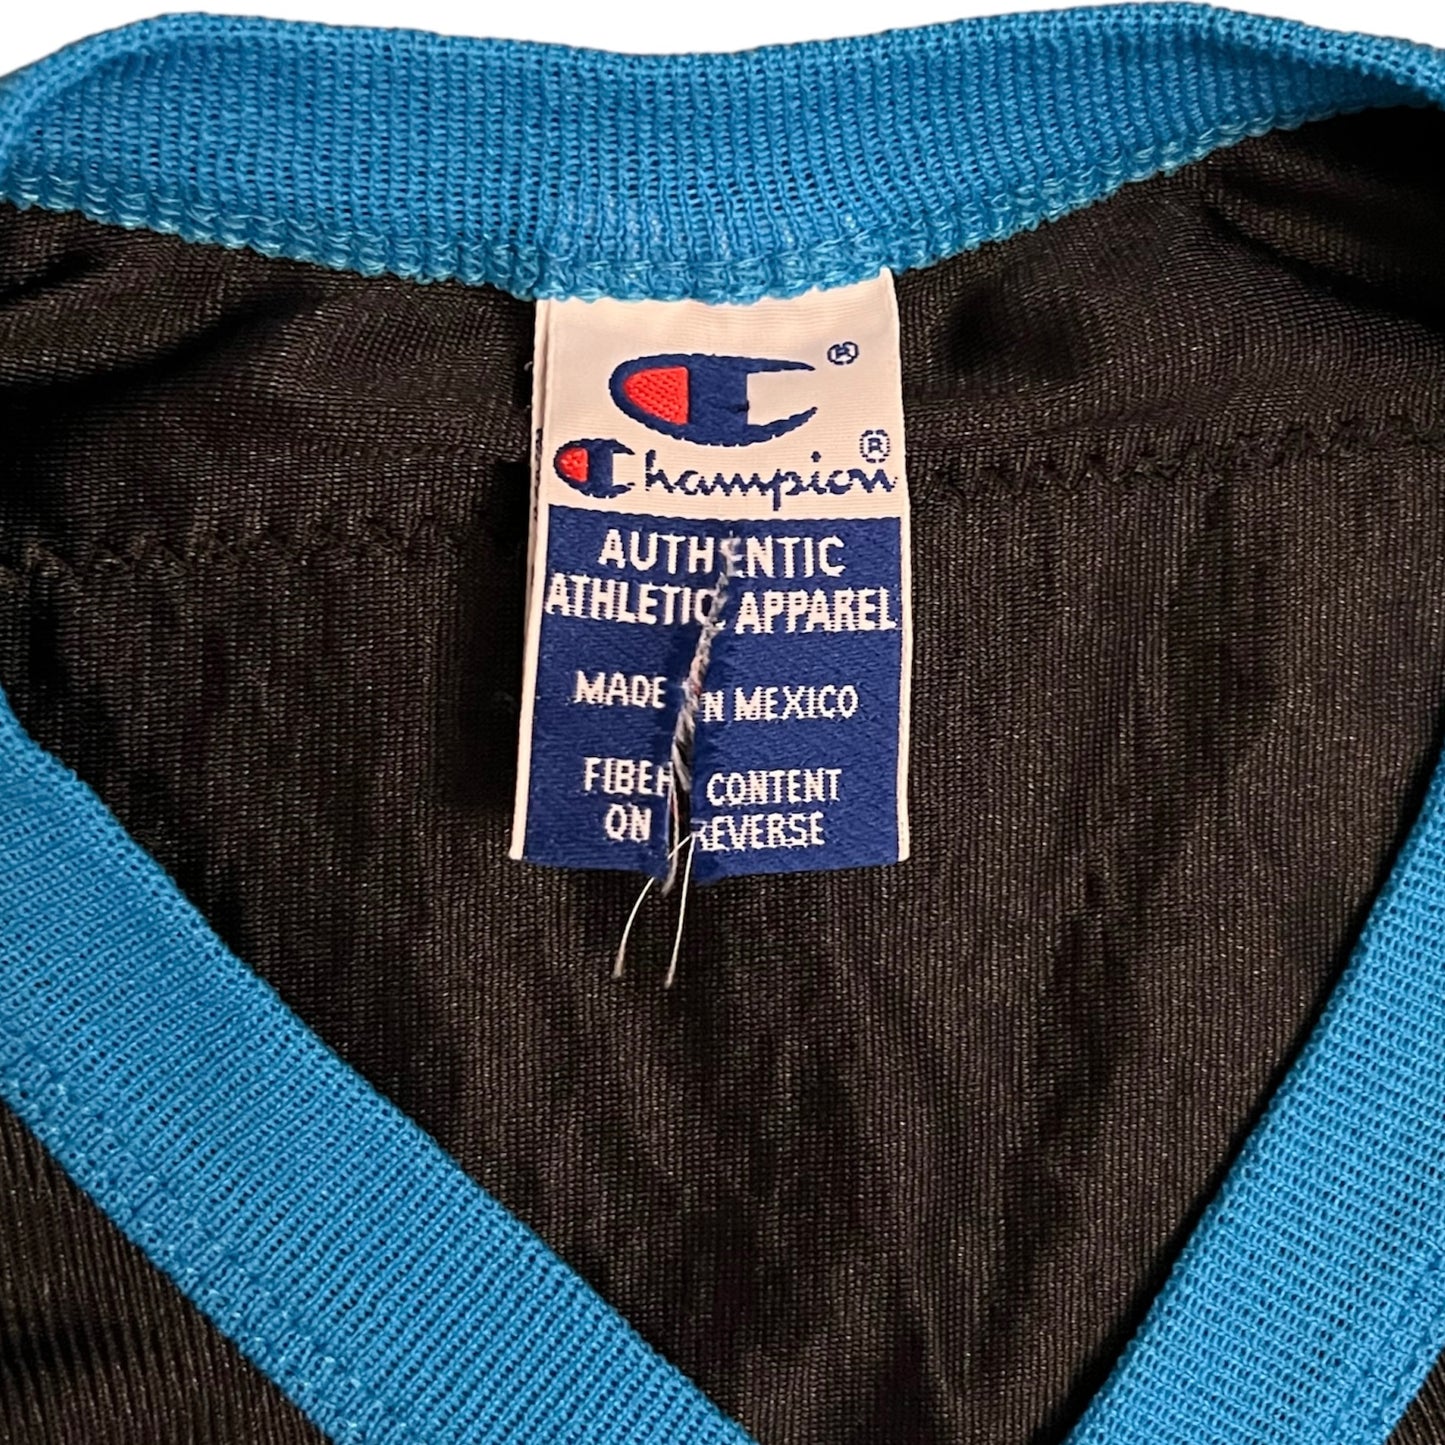 ®
Champion®
AUTHENTIC
ATHLETIC APPAREL
MADE IN MEXICO
FIBER CONTENT
ON REVERSE